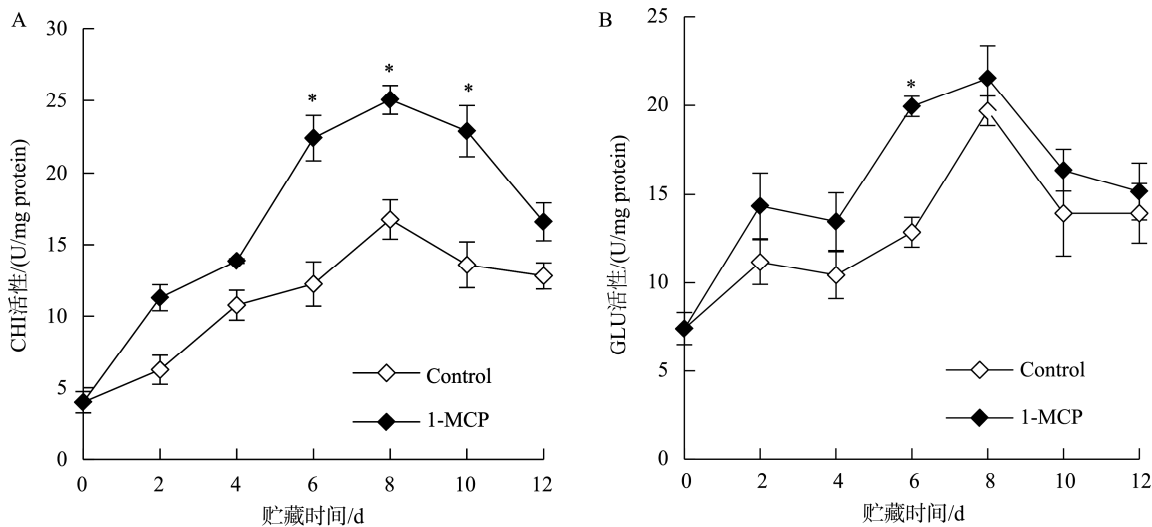 A
30
25
20
15
10
5
0
CHI活性/(U/mg protein)
*
*
*
Control
1-MCP
0 2 4 6 8 10 12
贮藏时间/d
B
25
20
15
10
5
0
GLU活性/(U/mg protein)
*
Control
1-MCP
0 2 4 6 8 10 12
贮藏时间/d